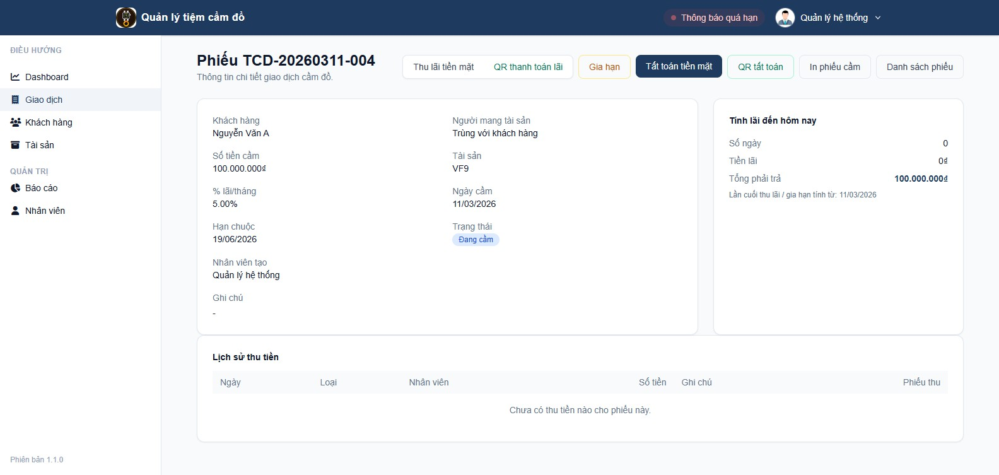 Quản lý tiệm cầm đồ
Thông báo quá hạn
Quản lý hệ thống
ĐIỀU HƯỚNG
Dashboard
Giao dịch
Khách hàng
Tài sản
QUẢN TRỊ
Báo cáo
Nhân viên
Phiên bản 1.1.0
Phiếu TCD-20260311-004
Thông tin chi tiết giao dịch cầm đồ.
Thu lãi tiền mặt
QR thanh toán lãi
Gia hạn
Tất toán tiền mặt
QR tất toán
In phiếu cầm
Danh sách phiếu
Khách hàng
Nguyễn Văn A
Người mang tài sản
Trùng với khách hàng
Số tiền cầm
100.000.000₫
Tài sản
VF9
% lãi/tháng
5.00%
Ngày cầm
11/03/2026
Hạn chuộc
19/06/2026
Trạng thái
Đang cầm
Nhân viên tạo
Quản lý hệ thống
Ghi chú
-
Tính lãi đến hôm nay
Số ngày 0
Tiền lãi 0₫
Tổng phải trả 100.000.000₫
Lần cuối thu lãi / gia hạn tính từ: 11/03/2026
Lịch sử thu tiền
Ngày Loại Nhân viên Số tiền Ghi chú Phiếu thu
Chưa có thu tiền nào cho phiếu này.